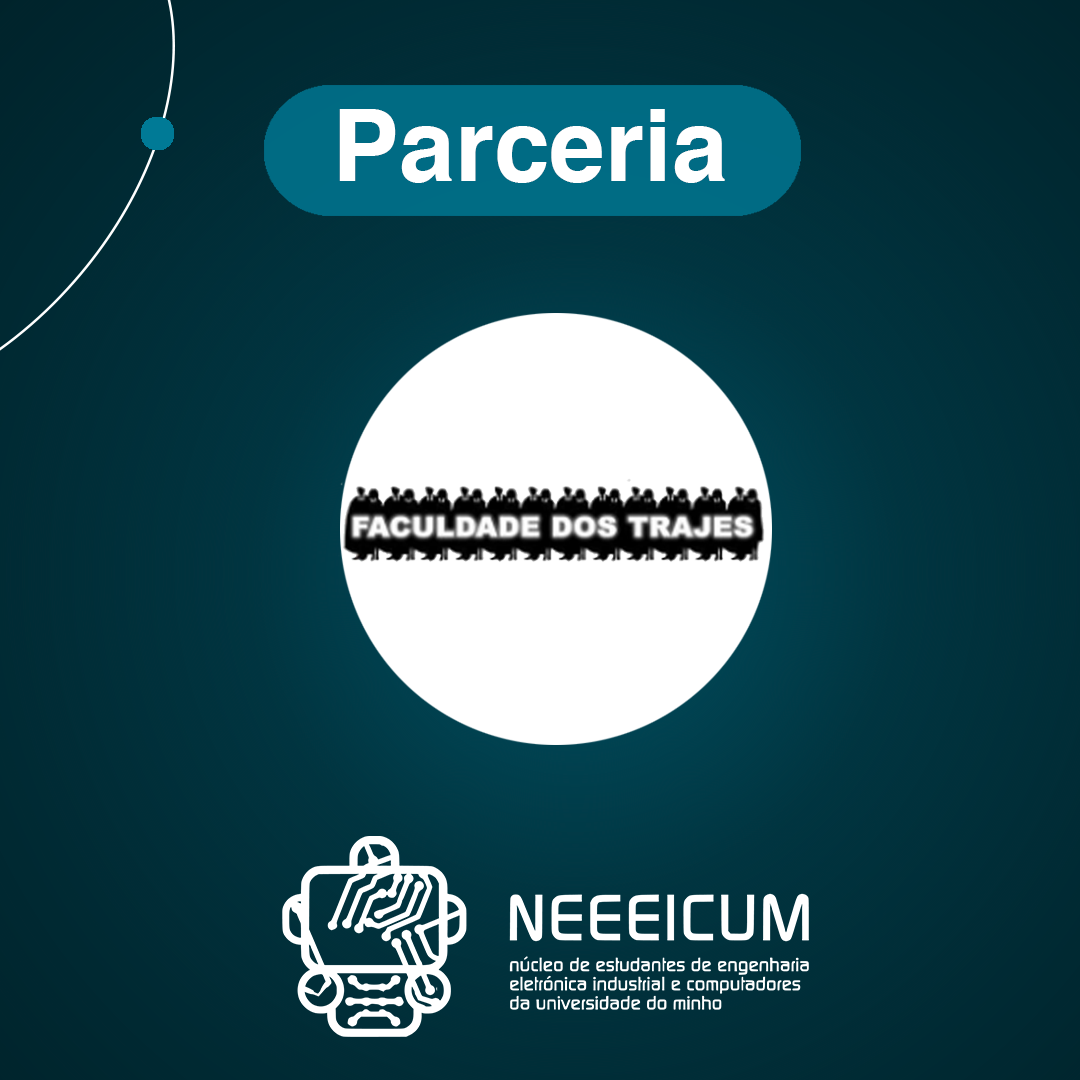 Parceria
FACULDADE DOS TRAJES
NEEEICUM
núcleo de estudantes de engenharia
eletrónica industrial e computadores
da universidade do minho